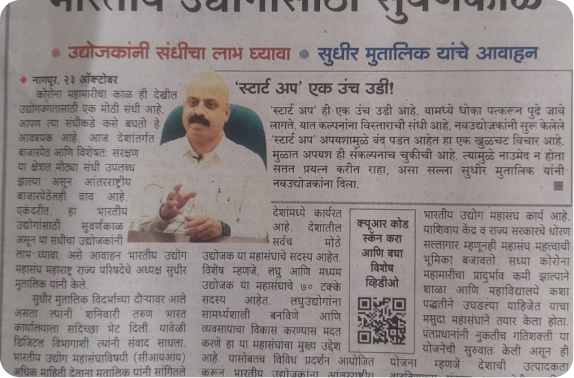 भारतीय उद्योगांसाठी सुवर्णकाळ
• उद्योजकांनी संधीचा लाभ घ्यावा • सुधीर मुतालिक यांचे आवाहन
◆ नागपूर, २३ ऑक्टोबर
कोरोना महामारीचा काळ ही देखील
उद्योगजगतासाठी एक मोठी संधी आहे.
आपण त्या संधीकडे कसे बघतो हे
आवश्यक आहे. आज देशांतर्गत
बाजारपेठ आणि विशेषतः संरक्षण
या क्षेत्रात मोठ्या संधी उपलब्ध
झाल्या असून आंतरराष्ट्रीय
बाजारपेठेतही वाव आहे.
एकंदरीत, हा भारतीय
उद्योगांसाठी सुवर्णकाळ
असून या संधीचा उद्योजकांनी
लाभ घ्यावा, असे आवाहन भारतीय उद्योग
महासंघ महाराष्ट्र राज्य परिषदेचे अध्यक्ष सुधीर
मुतालिक यांनी केले.
सुधीर मुतालिक विदर्भाच्या दौऱ्यावर आले
असता त्यांनी शनिवारी तरुण भारत
कार्यालयाला सदिच्छा भेट दिली. यावेळी
डिजिटल विभागाशी त्यांनी संवाद साधला.
भारतीय उद्योग महासंघाविषयी (सीआयआय)
अधिक माहिती देताना मुतालिक यांनी सांगितले
'स्टार्ट अप' एक उंच उडी!
'स्टार्ट अप' ही एक उंच उडी आहे. यामध्ये धोका पत्करून पुढे जावे
लागते. यात कल्पनांना विस्ताराची संधी आहे. नवउद्योजकांनी सुरू केलेले
'स्टार्ट अप' अपयशामुळे बंद पडत आहेत हा एक खुळचट विचार आहे.
मुळात अपयश ही संकल्पनाच चुकीची आहे. त्यामुळे नाउमेद न होता
सतत प्रयत्न करीत राहा, असा सल्ला सुधीर मुतालिक यांनी
नवउद्योजकांना दिला.
देशांमध्ये कार्यरत
आहे. देशातील
सर्वच मोठे
उद्योजक या महासंघाचे सदस्य आहेत.
विशेष म्हणजे, लघु आणि मध्यम
उद्योजक या महासंघाचे ७० टक्के
सदस्य आहेत. लघुउद्योगांना
सामर्थ्यशाली बनविणे आणि
व्यवसायाचा विकास करण्यास मदत
करणे हा या महासंघाचा मुख्य उद्देश
आहे. यासोबतच विविध प्रदर्शन आयोजित
करून भारतीय उद्योगांना आंतरराष्ट्रीय
क्यूआर कोड
स्कॅन करा
आणि बघा
विशेष
व्हिडीओ
भारतीय उद्योग महासंघ कार्य आहे.
याशिवाय केंद्र व राज्य सरकारचे धोरण
सल्लागार म्हणूनही महासंघ महत्त्वाची
भूमिका बजावतो. सध्या कोरोना
महामारीचा प्रादुर्भाव कमी झाल्याने
शाळा आणि महाविद्यालये कशा
पद्धतीने उघडल्या पाहिजेत याचा
मसुदा महासंघाने तयार केला होता.
पंतप्रधानांनी नुकतीच गतिशक्ती या
योजनेची सुरुवात केली असून ही
योजना म्हणजे देशाची उत्पादकता